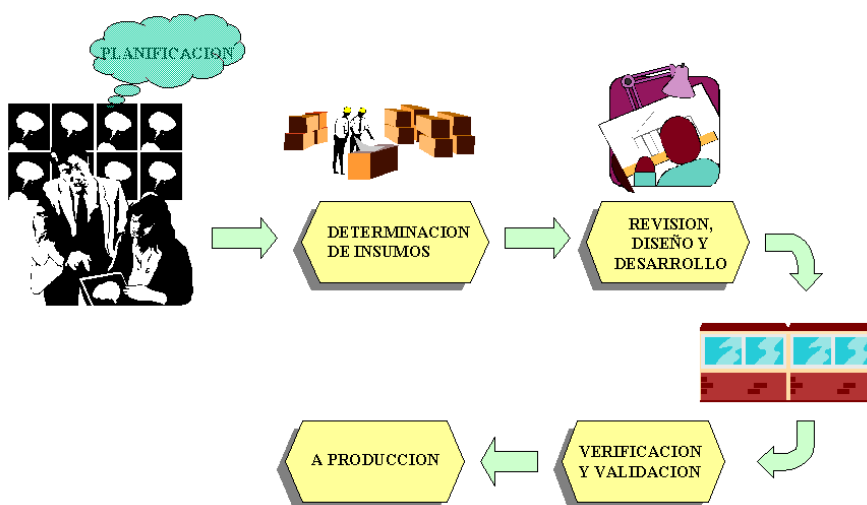 PLANIFICACION
DETERMINACION
DE INSUMOS
REVISION,
DISEÑO Y
DESARROLLO
VERIFICACION
Y VALIDACION
A PRODUCCION